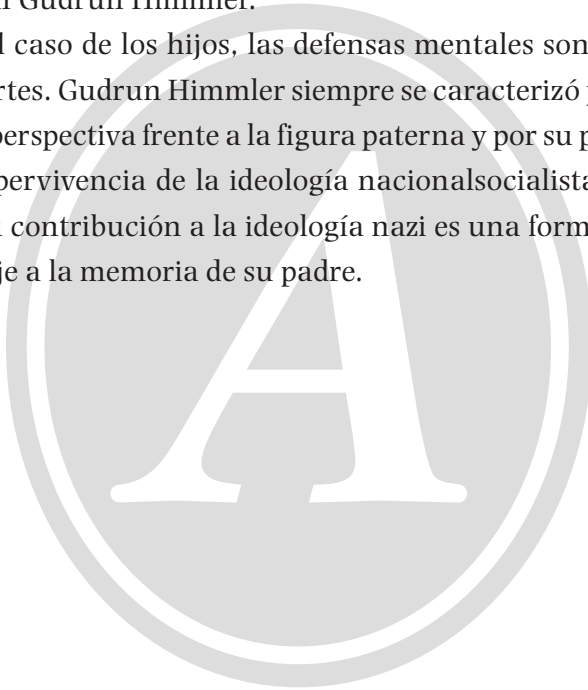 Gudrun Himmler.
l caso de los hijos, las defensas mentales son
rtes. Gudrun Himmler siempre se caracterizó
perspectiva frente a la figura paterna y por su p
pervivencia de la ideología nacionalsocialista
contribución a la ideología nazi es una form
je a la memoria de su padre.
A